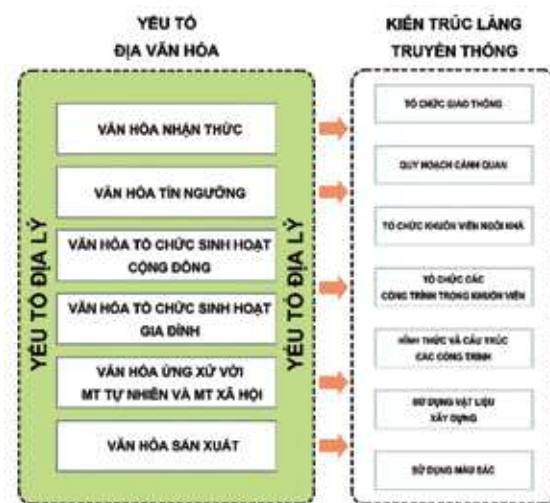 YẾU TỐ
ĐỊA VĂN HÓA
KIẾN TRÚC LÀNG
TRUYỀN THỐNG
YẾU TỐ ĐỊA LÝ
VĂN HÓA NHẬN THỨC
VĂN HÓA TÍN NGƯỠNG
VĂN HÓA TỔ CHỨC SINH HOẠT
CỘNG ĐỒNG
VĂN HÓA TỔ CHỨC SINH HOẠT
GIA ĐÌNH
VĂN HÓA ỨNG XỬ VỚI
MT TỰ NHIÊN VÀ MT XÃ HỘI
VĂN HÓA SẢN XUẤT
YẾU TỐ ĐỊA LÝ
TỔ CHỨC GIAO THÔNG
QUY HOẠCH CẢNH QUAN
TỔ CHỨC KHUÔN VIÊN NGÔI NHÀ
TỔ CHỨC CÁC
CÔNG TRÌNH TRONG KHUÔN VIÊN
HÌNH THỨC VÀ CẤU TRÚC
CÁC CÔNG TRÌNH
SỬ DỤNG VẬT LIỆU
XÂY DỰNG
SỬ DỤNG MÀU SẮC